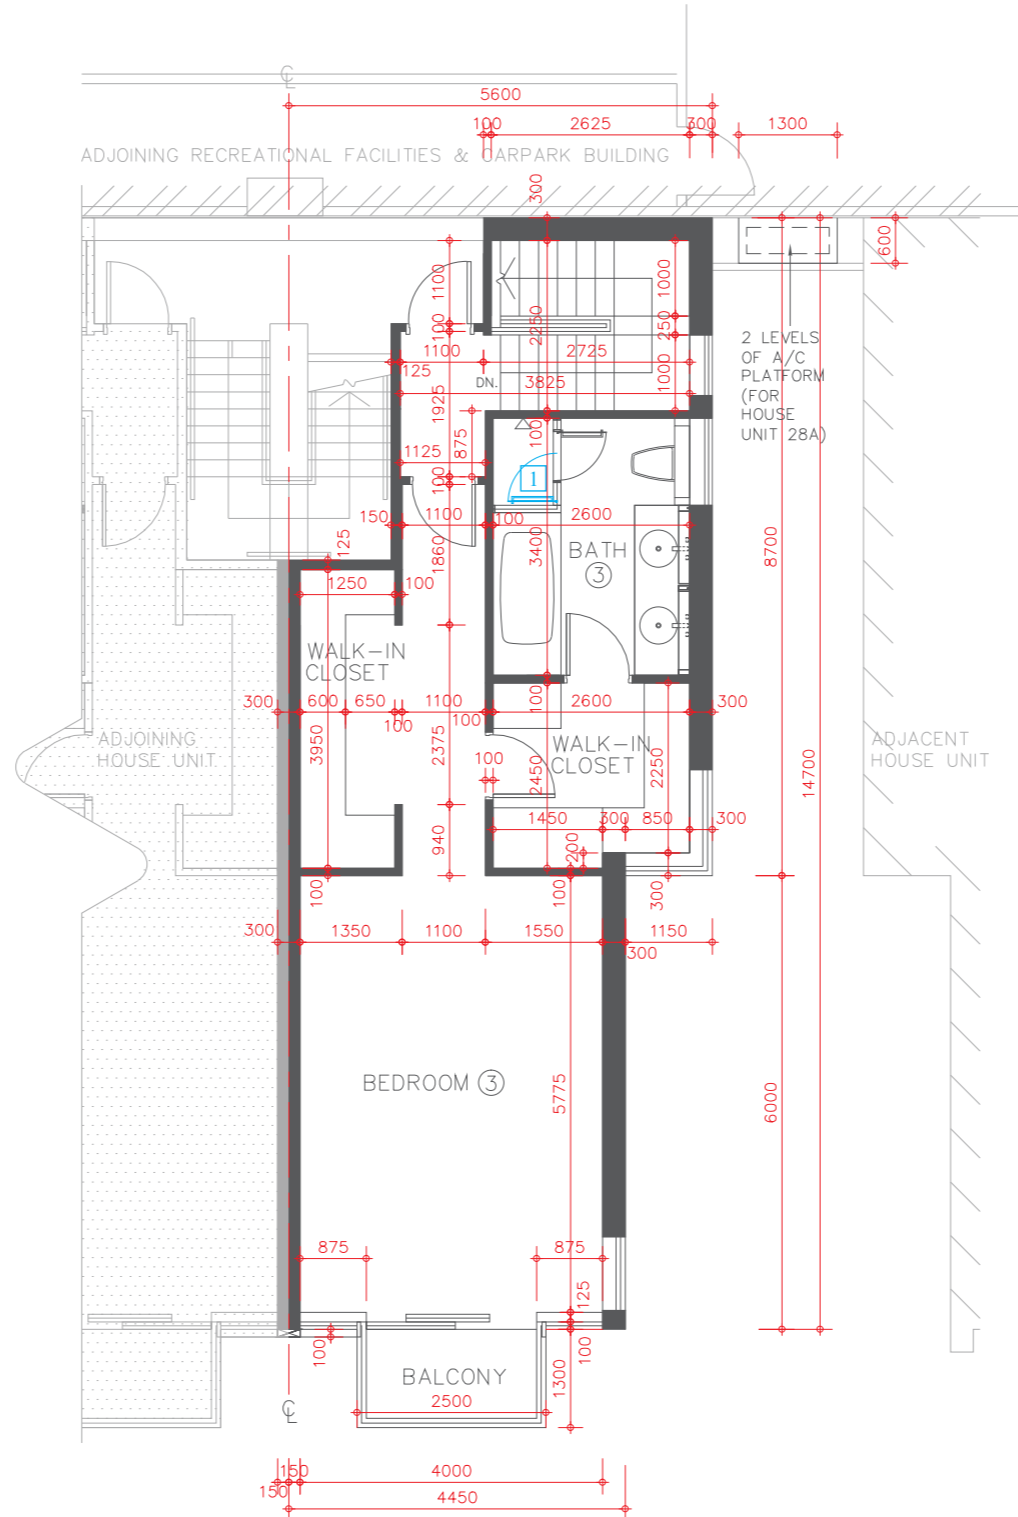 ℄
5600
100 2625 300 1300
ADJOINING RECREATIONAL FACILITIES & CARPARK BUILDING
300
600
1100 2250 1000
250
100
1100 2725
2 LEVELS
OF A/C
PLATFORM
(FOR
HOUSE
UNIT 28A)
125 DN. 3825 1000
1925
875
100
1125
100
1
150 1100 100 2600
125
1860
3400
BATH
3
8700
1250 100
WALK-IN
CLOSET
300 600 650 1100 100 2600 300
100
100
3950
2375
ADJOINING
HOUSE UNIT
WALK-IN
CLOSET
100
2450
2250
ADJACENT
HOUSE UNIT
14700
940
1450 300 850 300
200
100
100
300
300 1350 1100 1550 1150
300
BEDROOM 3
5775
6000
875 875
125
100
100
BALCONY
1300
2500
℄
150 4000
150 4450